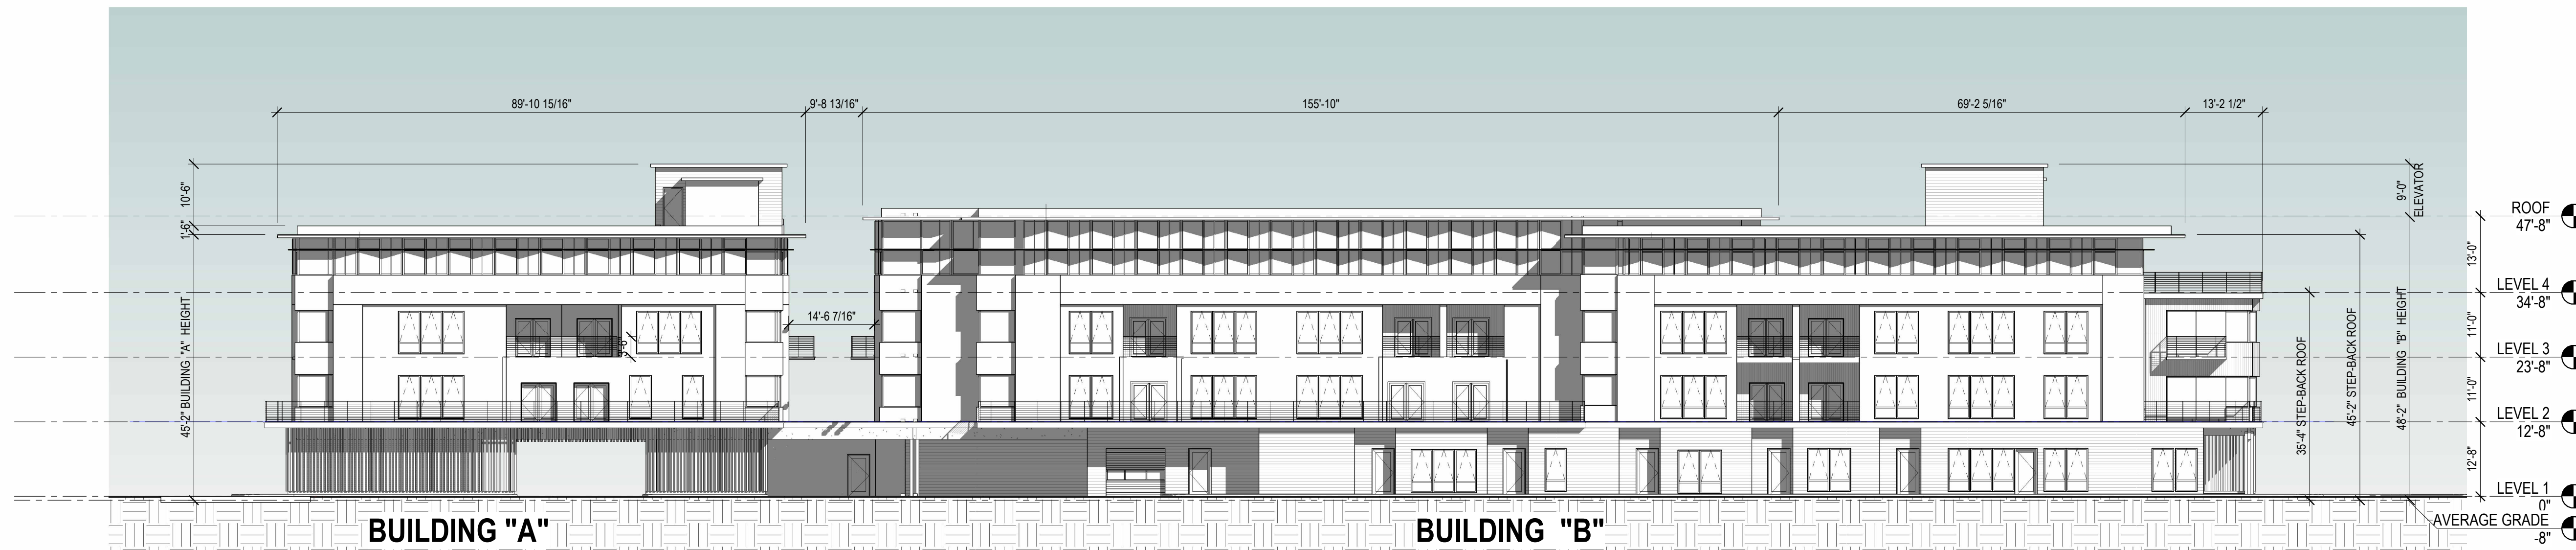 89'-10 15/16"
9'-8 13/16"
155'-10"
69'-2 5/16"
13'-2 1/2"
10'-6"
1'-6"
45'-2" BUILDING "A" HEIGHT
14'-6 7/16"
3'-6"
9'-0"
ELEVATOR
ROOF
47'-8"
13'-0"
LEVEL 4
34'-8"
11'-0"
LEVEL 3
23'-8"
11'-0"
LEVEL 2
12'-8"
12'-8"
LEVEL 1
0"
AVERAGE GRADE
-8"
35'-4" STEP-BACK ROOF
45'-2" STEP-BACK ROOF
48'-2" BUILDING "B" HEIGHT
BUILDING "A"
BUILDING "B"